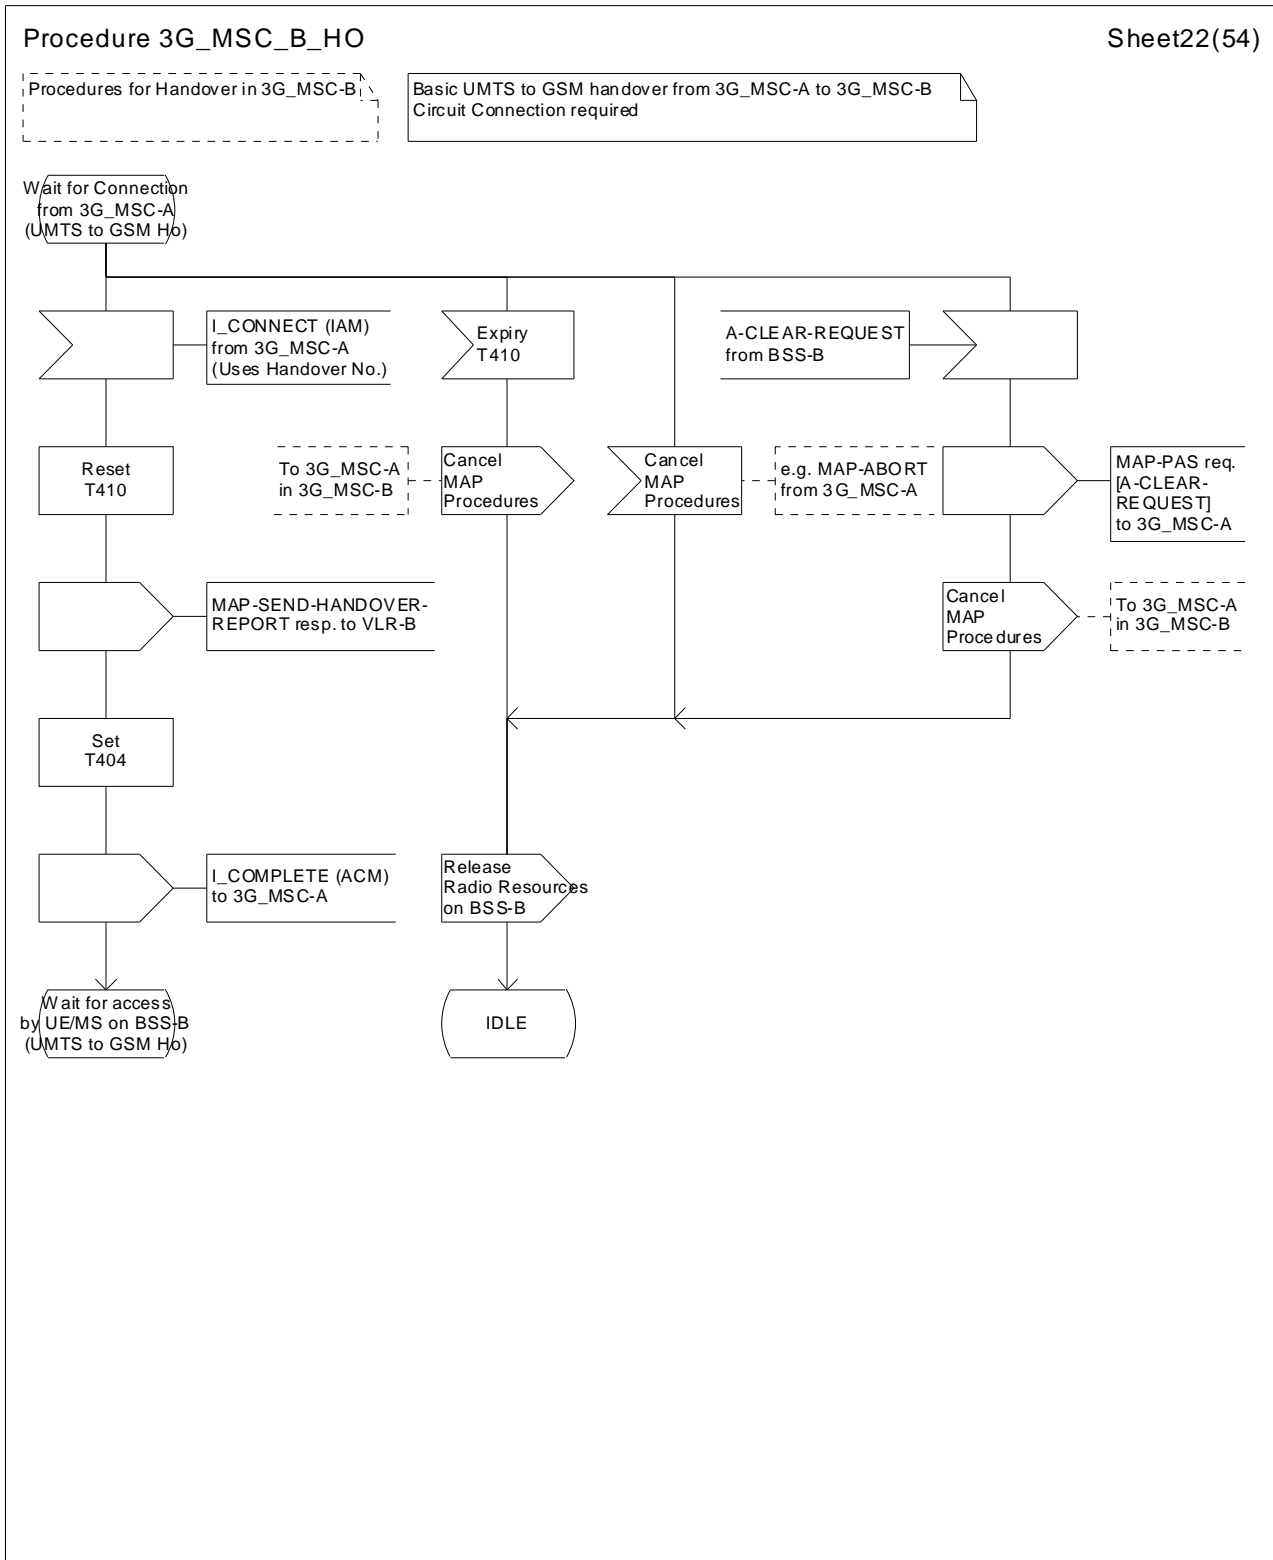 Procedure 3G_MSC_B_HO
Sheet22(54)
Procedures for Handover in 3G_MSC-B
Basic UMTS to GSM handover from 3G_MSC-A to 3G_MSC-B
Circuit Connection required
Wait for Connection
from 3G_MSC-A
(UMTS to GSM Ho)
I_CONNECT (IAM)
from 3G_MSC-A
(Uses Handover No.)
Expiry
T410
A-CLEAR-REQUEST
from BSS-B
Reset
T410
To 3G_MSC-A
in 3G_MSC-B
Cancel
MAP
Procedures
Cancel
MAP
Procedures
e.g. MAP-ABORT
from 3G_MSC-A
MAP-PAS req.
[A-CLEAR-
REQUEST]
to 3G_MSC-A
MAP-SEND-HANDOVER-
REPORT resp. to VLR-B
Cancel
MAP
Procedures
To 3G_MSC-A
in 3G_MSC-B
Set
T404
I_COMPLETE (ACM)
to 3G_MSC-A
Release
Radio Resources
on BSS-B
Wait for access
by UE/MS on BSS-B
(UMTS to GSM Ho)
IDLE